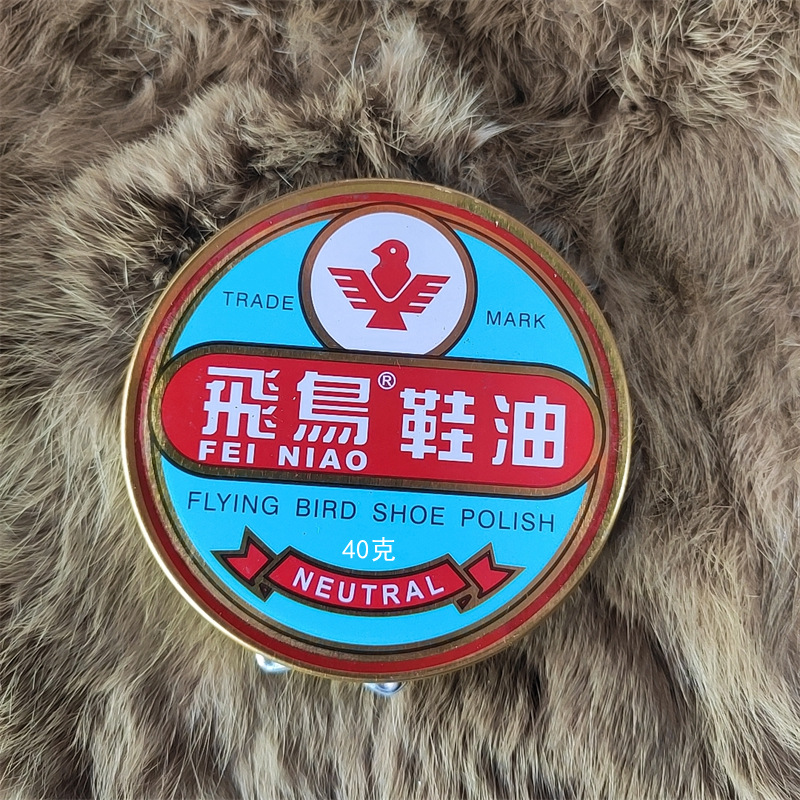 TRADE MARK
飛鳥® 鞋油
FEI NIAO
FLYING BIRD SHOE POLISH
40克
NEUTRAL